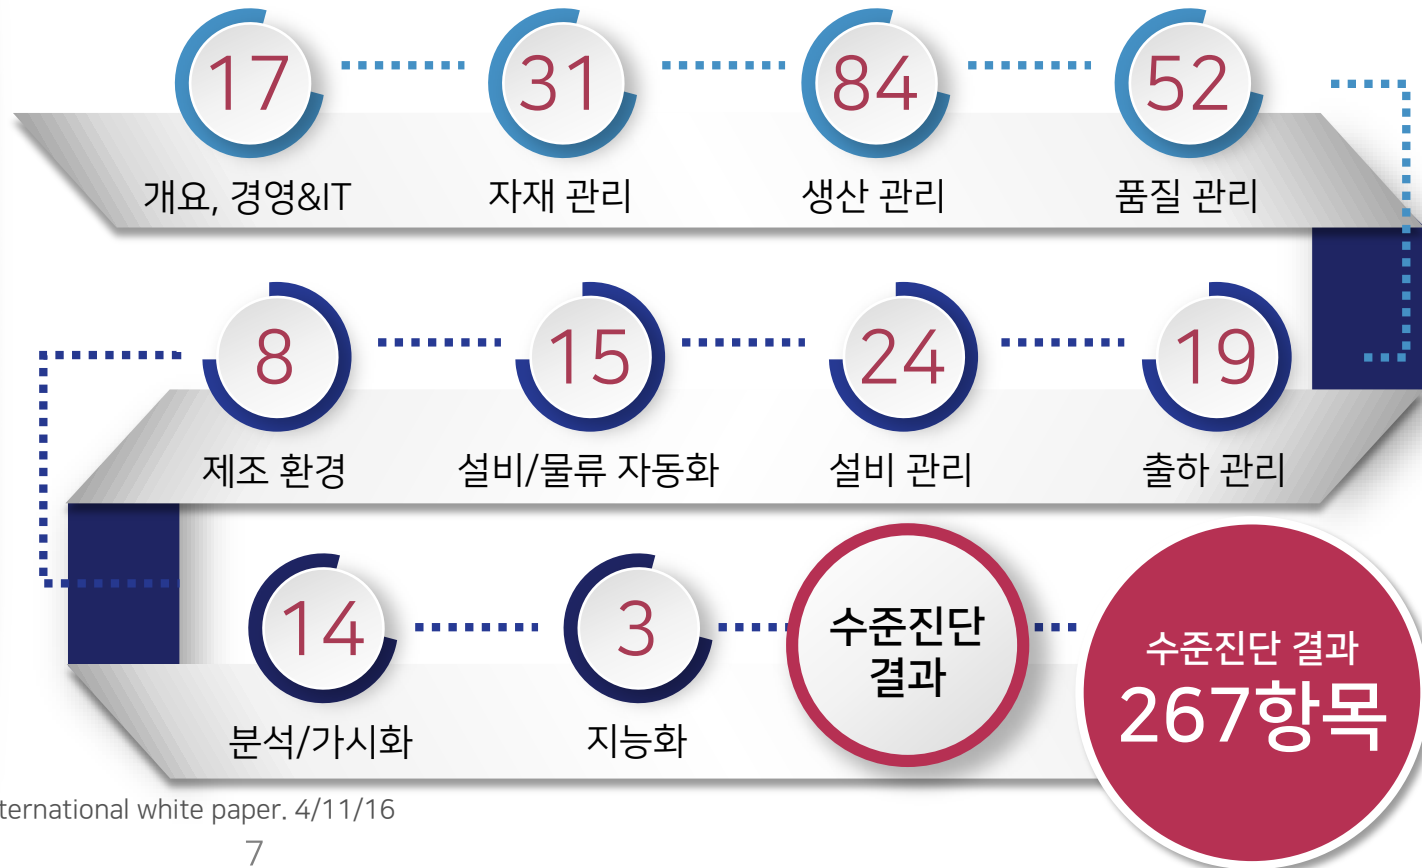 17
31
84
52
개요, 경영&IT
자재 관리
생산 관리
품질 관리
8
15
24
19
제조 환경
설비/물류 자동화
설비 관리
출하 관리
14
3
수준진단
결과
수준진단 결과
267항목
분석/가시화
지능화
ternational white paper. 4/11/16
7